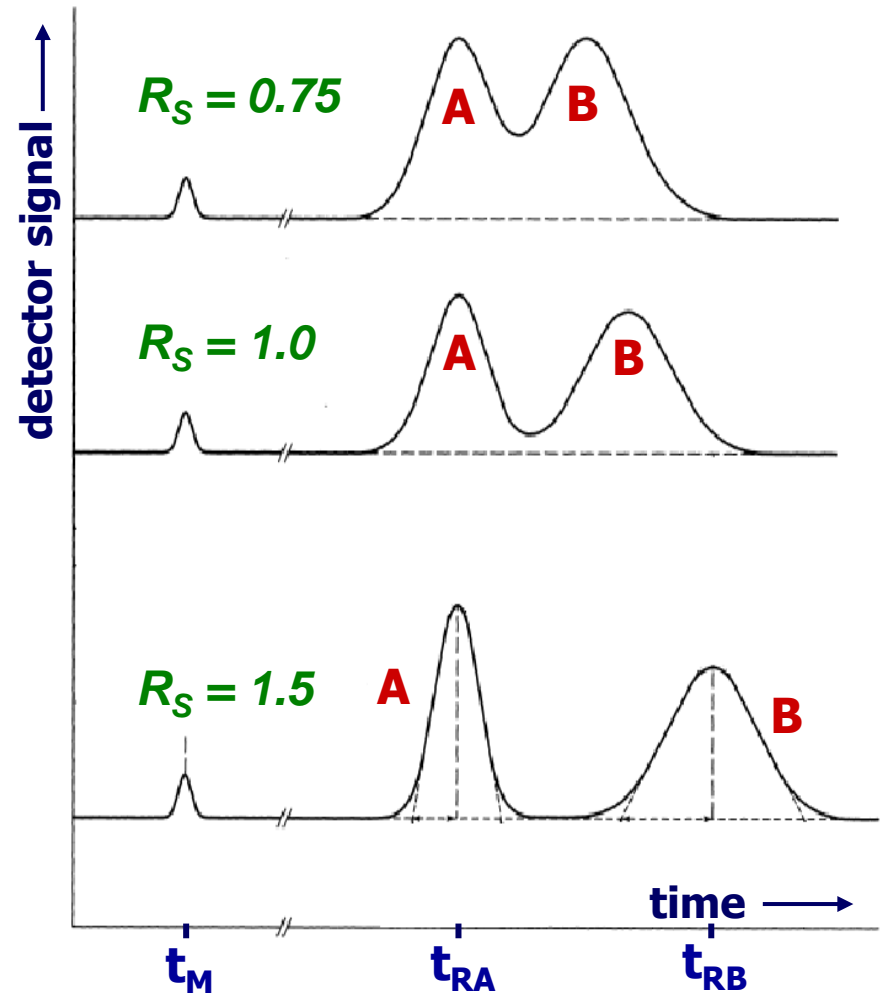 detector signal
R_S = 0.75
A
B
R_S = 1.0
A
B
R_S = 1.5
A
B
time
t_M
t_RA
t_RB